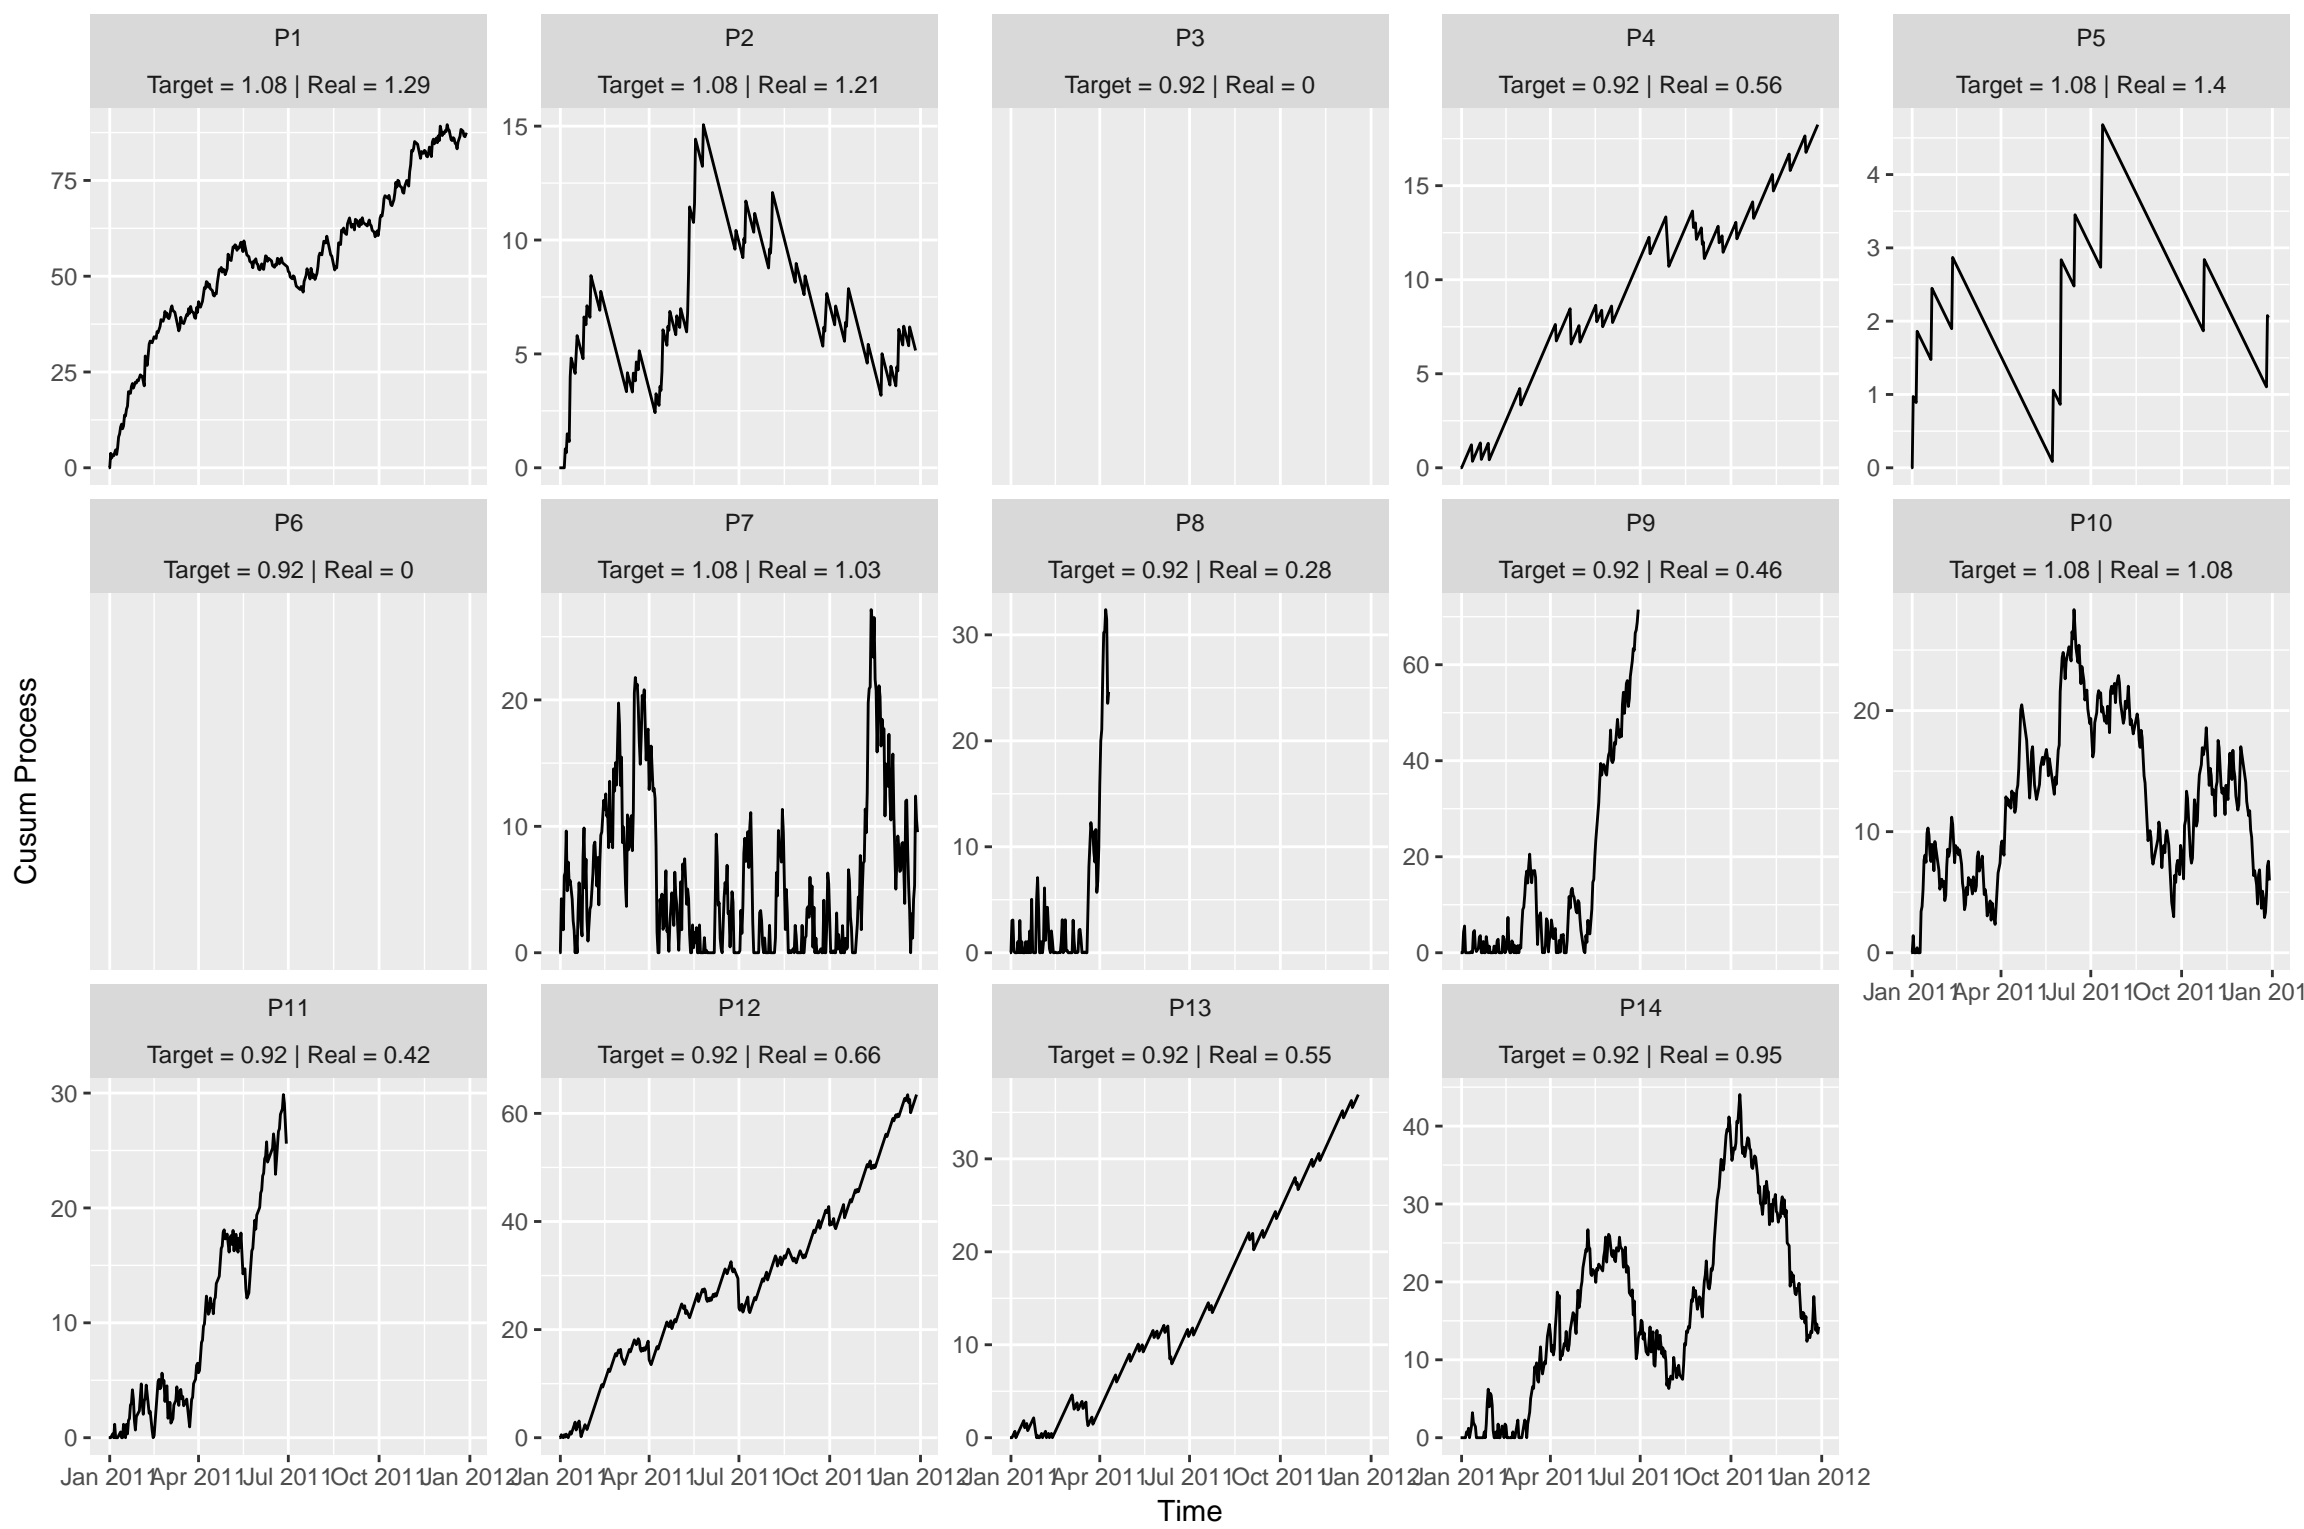 P1
Target = 1.08 | Real = 1.29
75
50
25
0
P2
Target = 1.08 | Real = 1.21
15
10
5
0
P3
Target = 0.92 | Real = 0
P4
Target = 0.92 | Real = 0.56
15
10
5
0
P5
Target = 1.08 | Real = 1.4
4
3
2
1
0
P6
Target = 0.92 | Real = 0
P7
Target = 1.08 | Real = 1.03
20
10
0
P8
Target = 0.92 | Real = 0.28
30
20
10
0
P9
Target = 0.92 | Real = 0.46
60
40
20
0
P10
Target = 1.08 | Real = 1.08
20
10
0
Jan 2011 Apr 2011 Jul 2011 Oct 2011 Jan 201
Cusum Process
P11
Target = 0.92 | Real = 0.42
30
20
10
0
Jan 2011 Apr 2011 Jul 2011 Oct 2011 Jan 2012
P12
Target = 0.92 | Real = 0.66
60
40
20
0
Jan 2011 Apr 2011 Jul 2011 Oct 2011 Jan 2012
P13
Target = 0.92 | Real = 0.55
30
20
10
0
Jan 2011 Apr 2011 Jul 2011 Oct 2011 Jan 2012
P14
Target = 0.92 | Real = 0.95
40
30
20
10
0
Jan 2011 Apr 2011 Jul 2011 Oct 2011 Jan 2012
Time